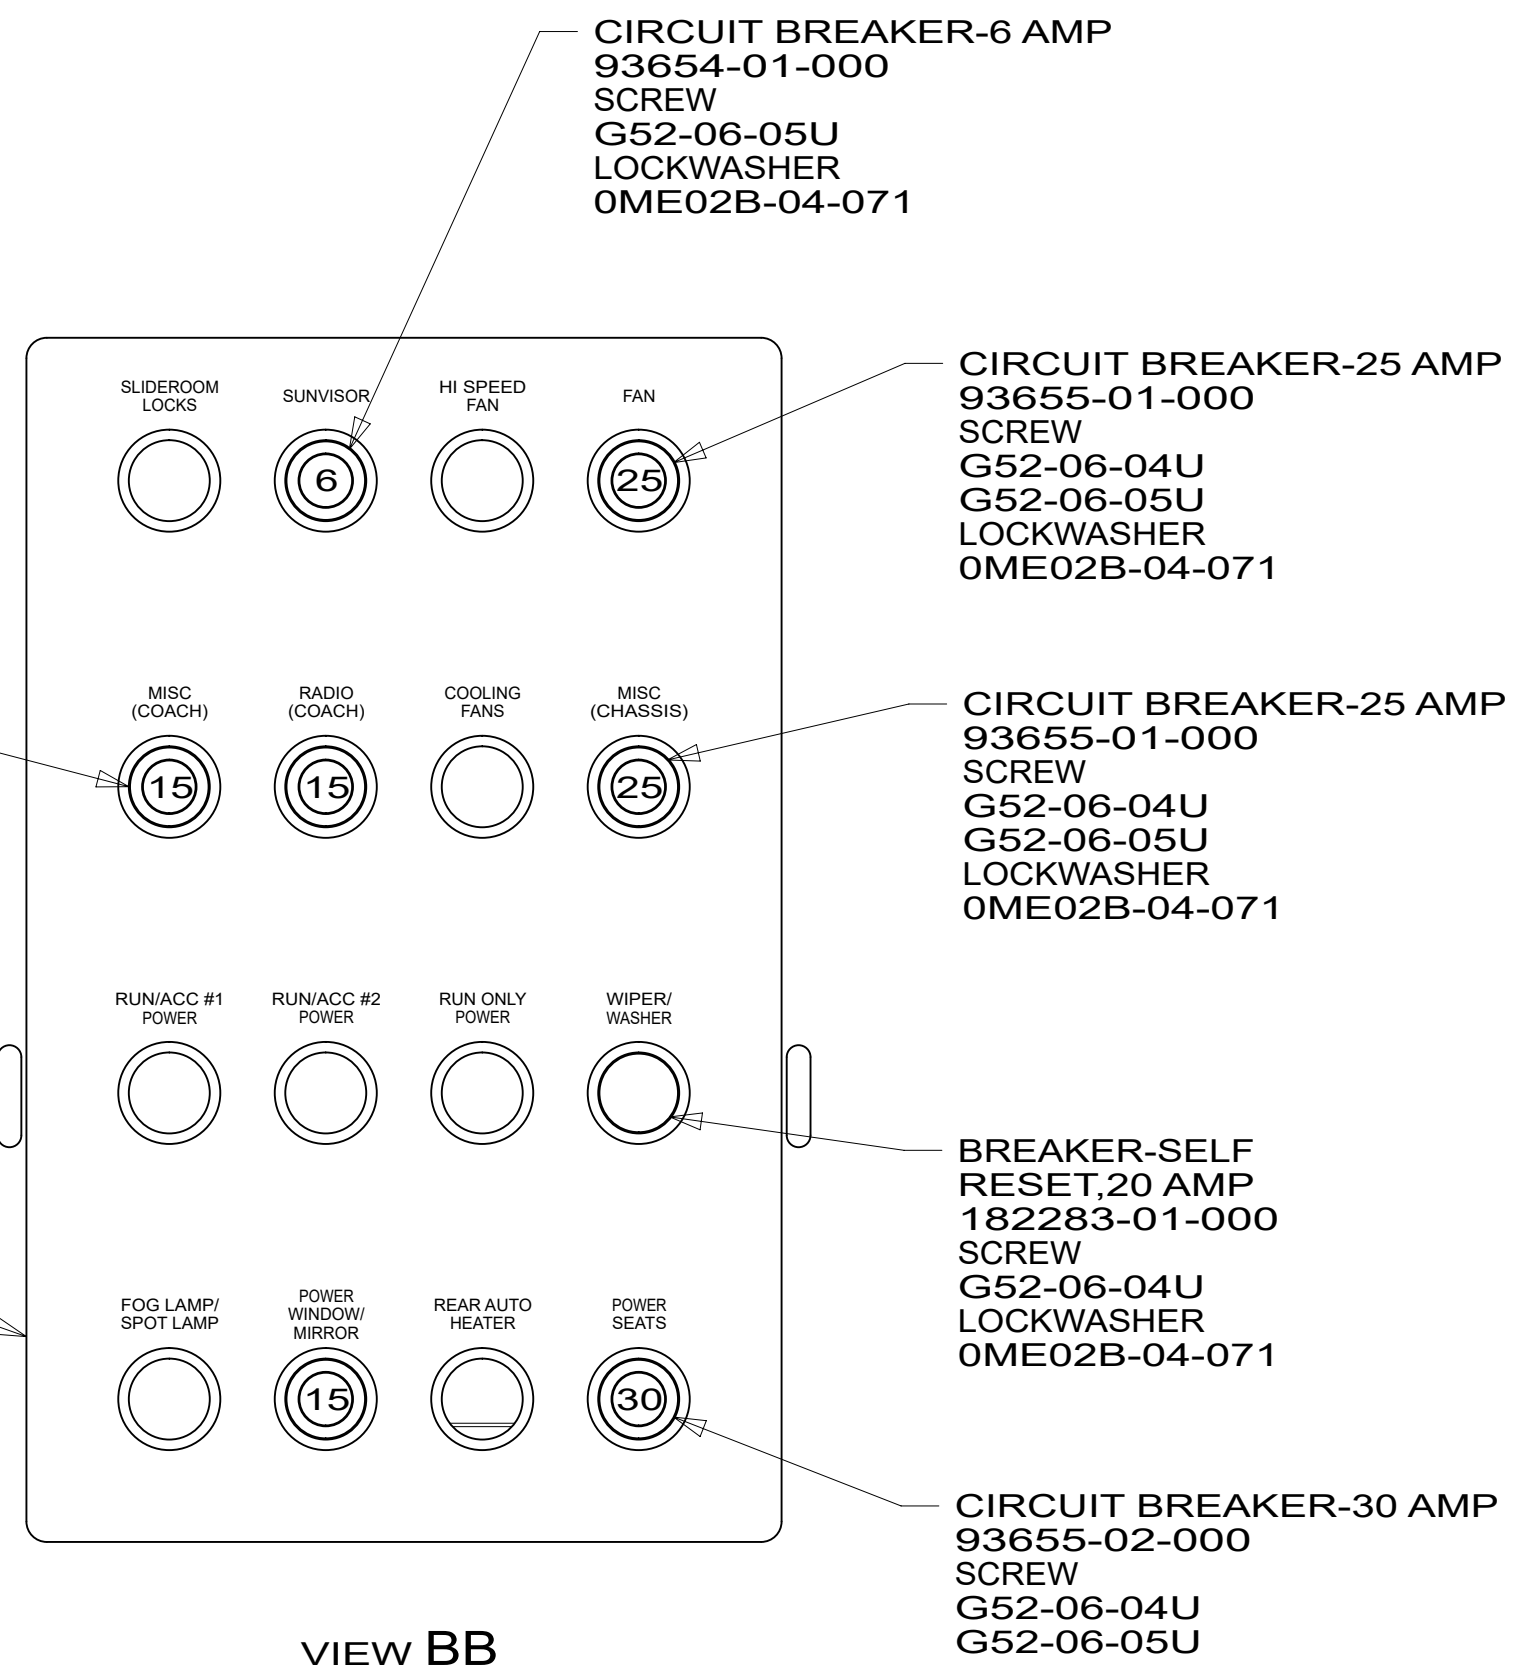 CIRCUIT BREAKER-6 AMP
93654-01-000
SCREW
G52-06-05U
LOCKWASHER
0ME02B-04-071
SLIDEROOM
LOCKS
SUNVISOR
HI SPEED
FAN
FAN
6
25
CIRCUIT BREAKER-25 AMP
93655-01-000
SCREW
G52-06-04U
G52-06-05U
LOCKWASHER
0ME02B-04-071
MISC
(COACH)
RADIO
(COACH)
COOLING
FANS
MISC
(CHASSIS)
15
15
25
CIRCUIT BREAKER-25 AMP
93655-01-000
SCREW
G52-06-04U
G52-06-05U
LOCKWASHER
0ME02B-04-071
RUN/ACC #1
POWER
RUN/ACC #2
POWER
RUN ONLY
POWER
WIPER/
WASHER
BREAKER-SELF
RESET,20 AMP
182283-01-000
SCREW
G52-06-04U
LOCKWASHER
0ME02B-04-071
FOG LAMP/
SPOT LAMP
POWER
WINDOW/
MIRROR
REAR AUTO
HEATER
POWER
SEATS
15
30
CIRCUIT BREAKER-30 AMP
93655-02-000
SCREW
G52-06-04U
G52-06-05U
VIEW BB